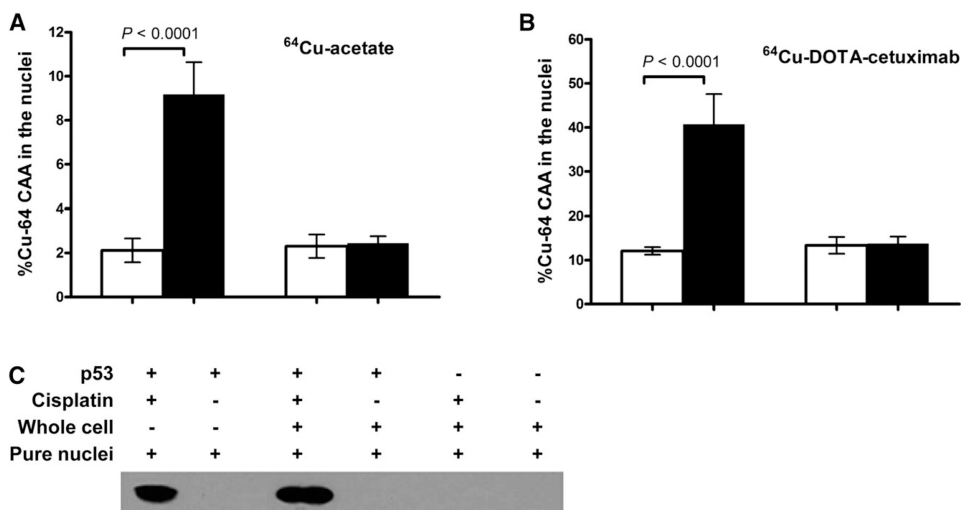 A
P < 0.0001
64Cu-acetate
%Cu-64 CAA in the nuclei
12
10
8
6
4
2
0
B
P < 0.0001
64Cu-DOTA-cetuximab
%Cu-64 CAA in the nuclei
60
50
40
30
20
10
0
C
p53 + + + + - -
Cisplatin + - + - + -
Whole cell - - + + + +
Pure nuclei + + + + + +